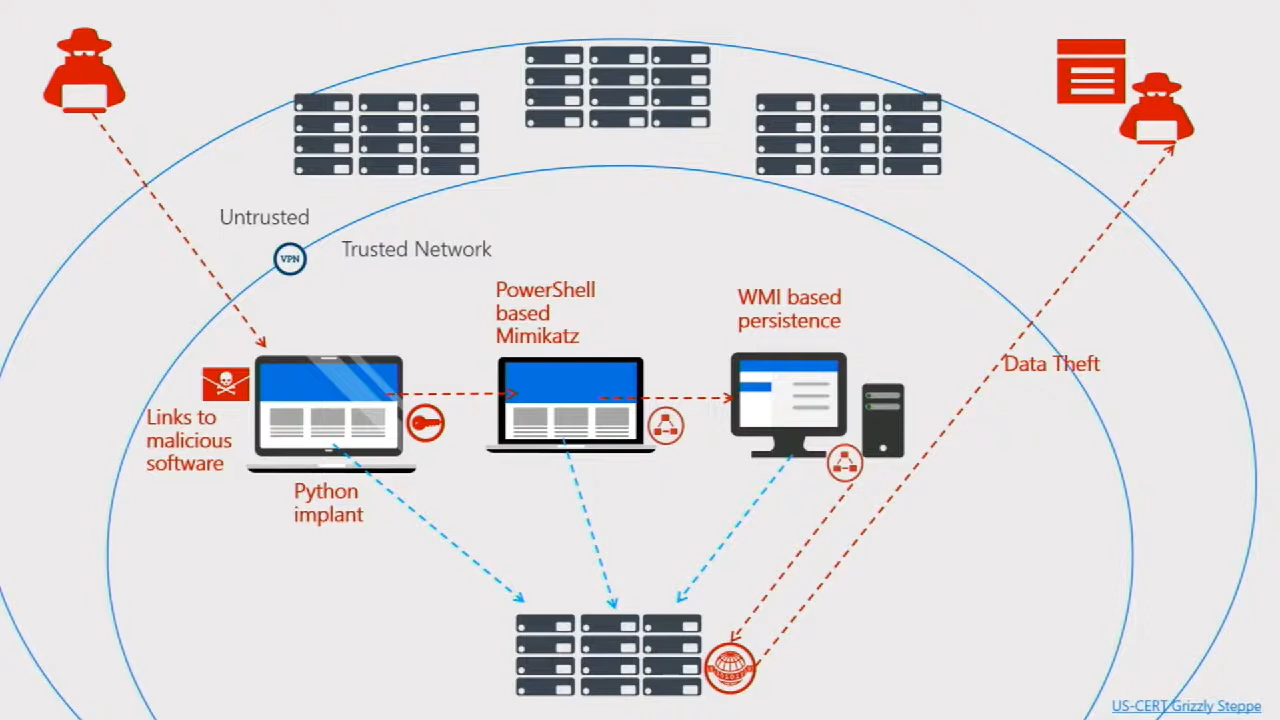 Untrusted
VPN
Trusted Network
PowerShell
based
Mimikatz
WMI based
persistence
Data Theft
Links to
malicious
software
Python
implant
US-CERT Grizzly Steppe